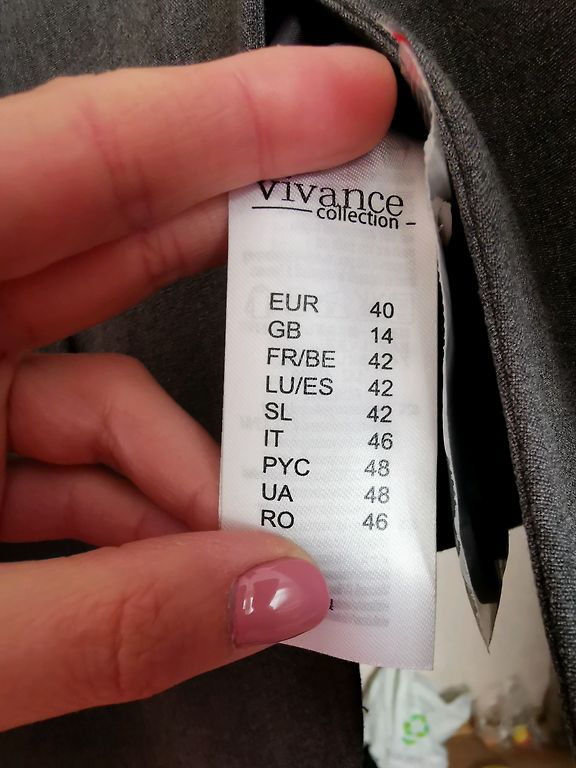 Vivance
collection
EUR 40
GB 14
FR/BE 42
LU/ES 42
SL 42
IT 46
PYC 48
UA 48
RO 46